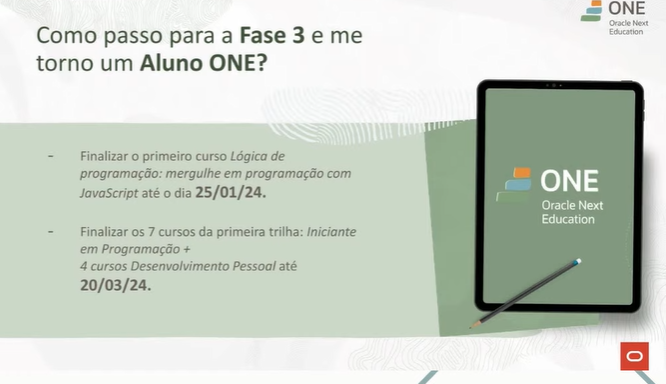 ONE
Oracle Next
Education
Como passo para a Fase 3 e me
torno um Aluno ONE?
- Finalizar o primeiro curso Lógica de
programação: mergulhe em programação com
JavaScript até o dia 25/01/24.
- Finalizar os 7 cursos da primeira trilha: Iniciante
em Programação +
4 cursos Desenvolvimento Pessoal até
20/03/24.
ONE
Oracle Next
Education